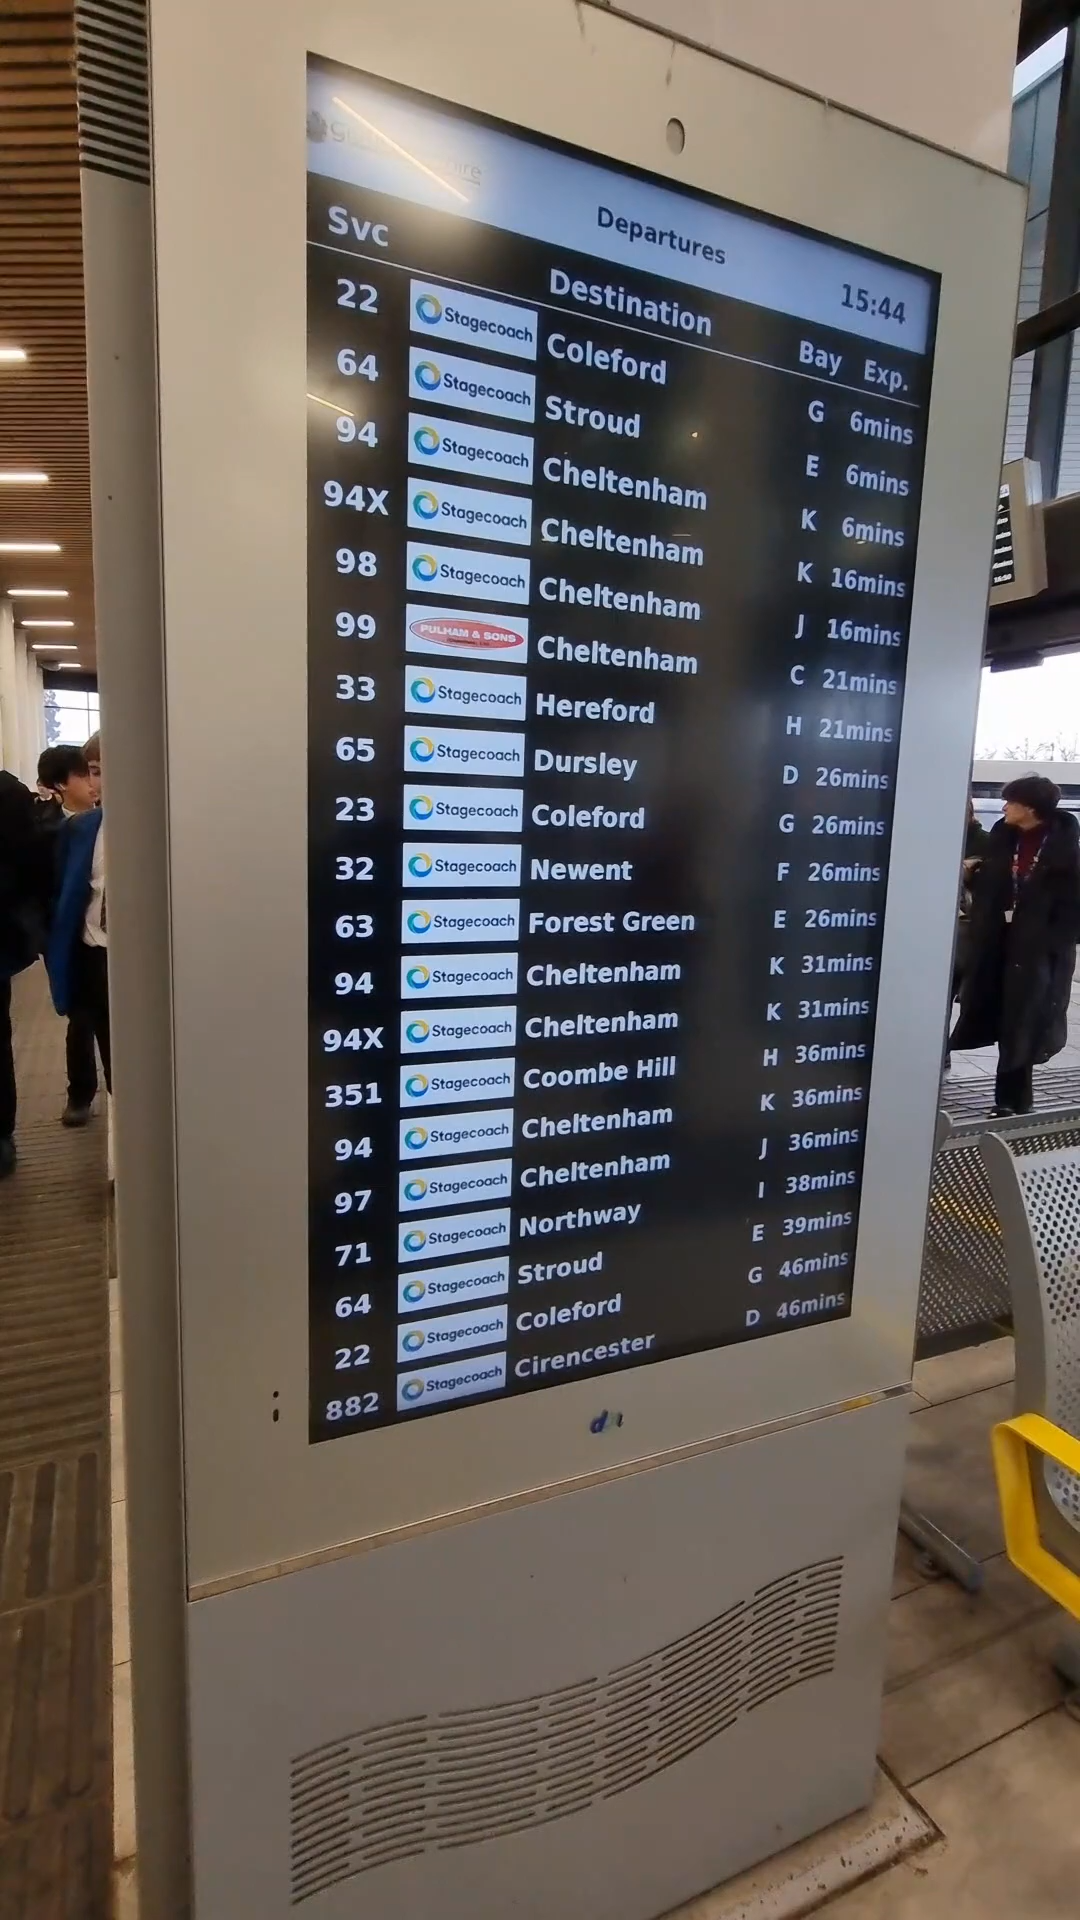 Departures
15:44
Svc Destination Bay Exp.
22 Stagecoach Coleford G 6mins
64 Stagecoach Stroud E 6mins
94 Stagecoach Cheltenham K 6mins
94X Stagecoach Cheltenham K 16mins
98 Stagecoach Cheltenham J 16mins
99 PULHAM & SONS Cheltenham C 21mins
33 Stagecoach Hereford H 21mins
65 Stagecoach Dursley D 26mins
23 Stagecoach Coleford G 26mins
32 Stagecoach Newent F 26mins
63 Stagecoach Forest Green E 26mins
94 Stagecoach Cheltenham K 31mins
94X Stagecoach Cheltenham K 31mins
351 Stagecoach Coombe Hill H 36mins
94 Stagecoach Cheltenham K 36mins
97 Stagecoach Cheltenham J 36mins
71 Stagecoach Northway I 38mins
64 Stagecoach Stroud E 39mins
22 Stagecoach Coleford G 46mins
882 Stagecoach Cirencester D 46mins